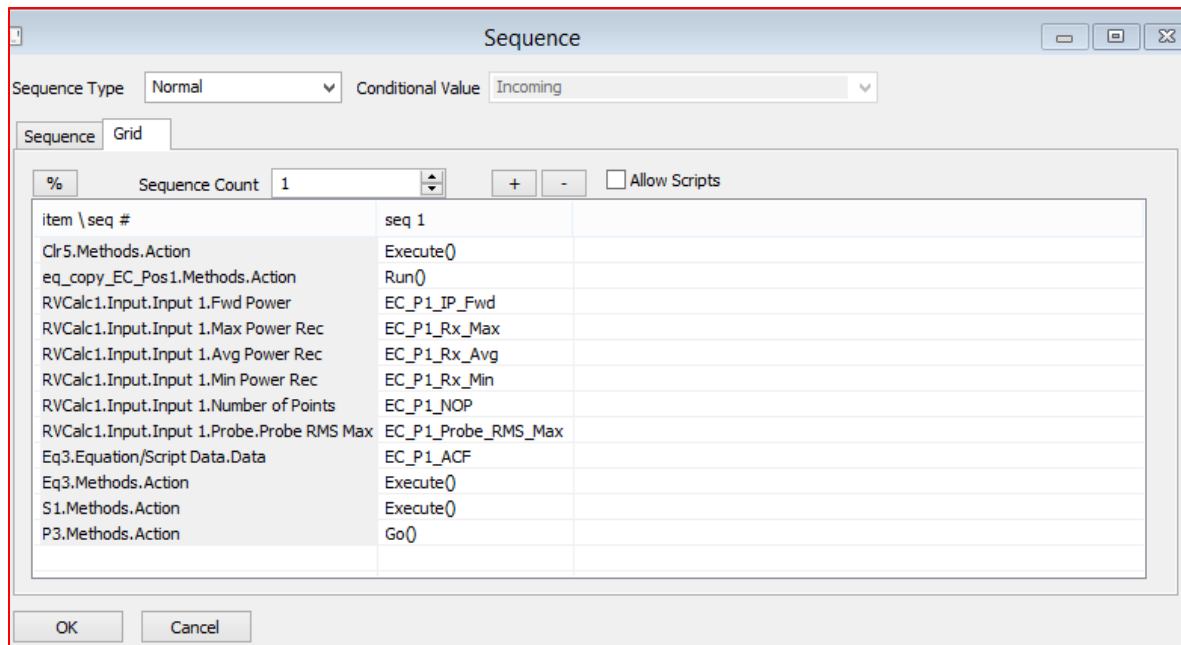 Sequence
Sequence Type Normal Conditional Value Incoming
Sequence Grid
% Sequence Count 1 + - Allow Scripts
item \ seq # seq 1
Clr5.Methods.Action Execute()
eq_copy_EC_Pos1.Methods.Action Run()
RVCalc1.Input.Input 1.Fwd Power EC_P1_IP_Fwd
RVCalc1.Input.Input 1.Max Power Rec EC_P1_Rx_Max
RVCalc1.Input.Input 1.Avg Power Rec EC_P1_Rx_Avg
RVCalc1.Input.Input 1.Min Power Rec EC_P1_Rx_Min
RVCalc1.Input.Input 1.Number of Points EC_P1_NOP
RVCalc1.Input.Input 1.Probe.Probe RMS Max EC_P1_Probe_RMS_Max
Eq3.Equation/Script Data.Data EC_P1_ACF
Eq3.Methods.Action Execute()
S1.Methods.Action Execute()
P3.Methods.Action Go()
OK Cancel